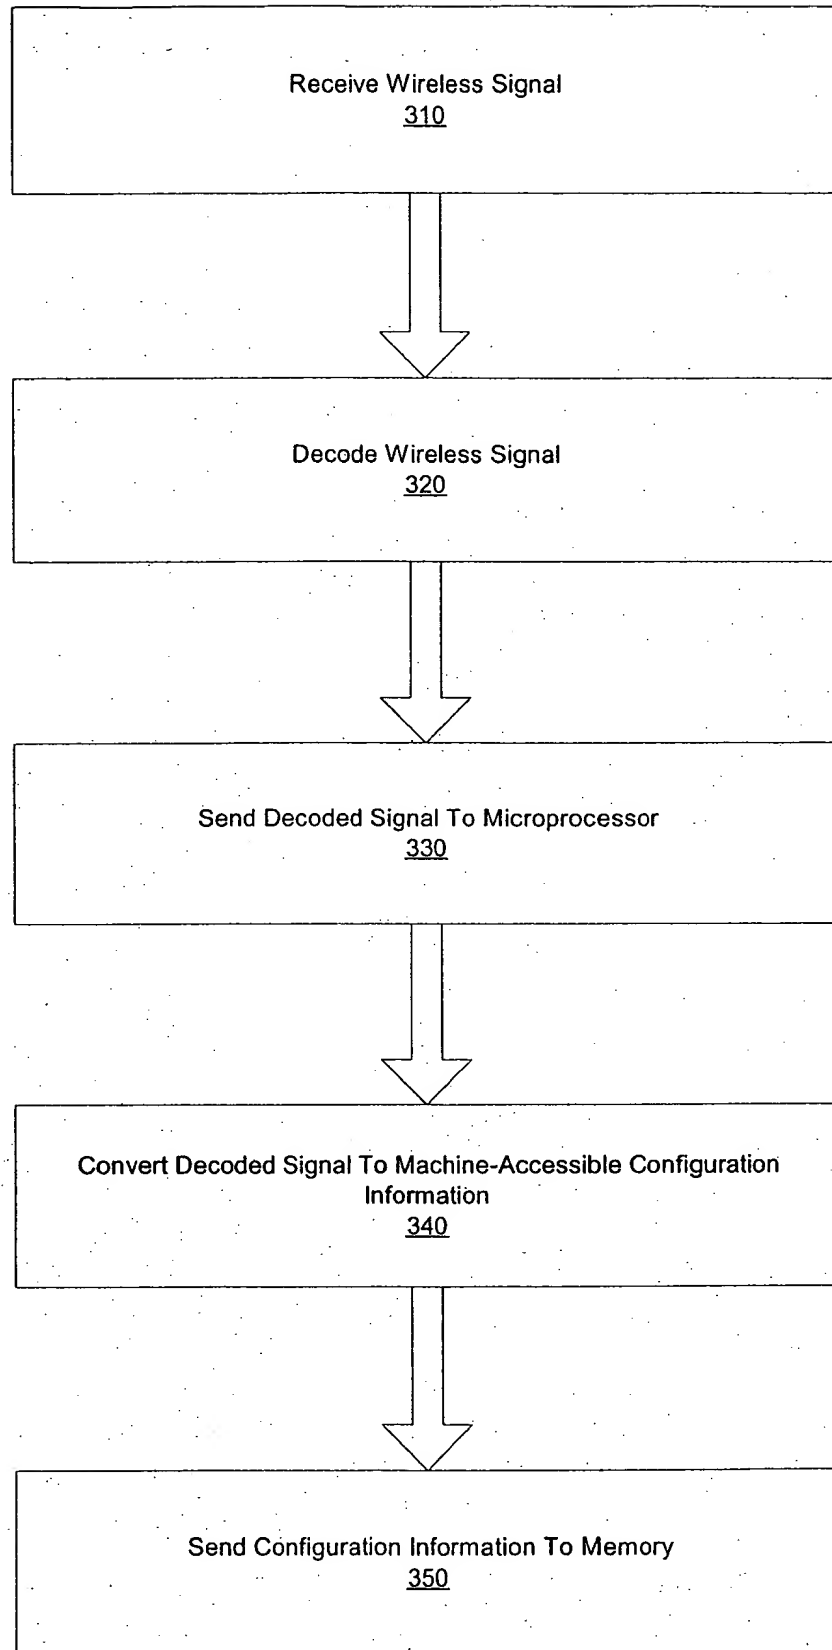 Receive Wireless Signal
310
Decode Wireless Signal
320
Send Decoded Signal To Microprocessor
330
Convert Decoded Signal To Machine-Accessible Configuration
Information
340
Send Configuration Information To Memory
350